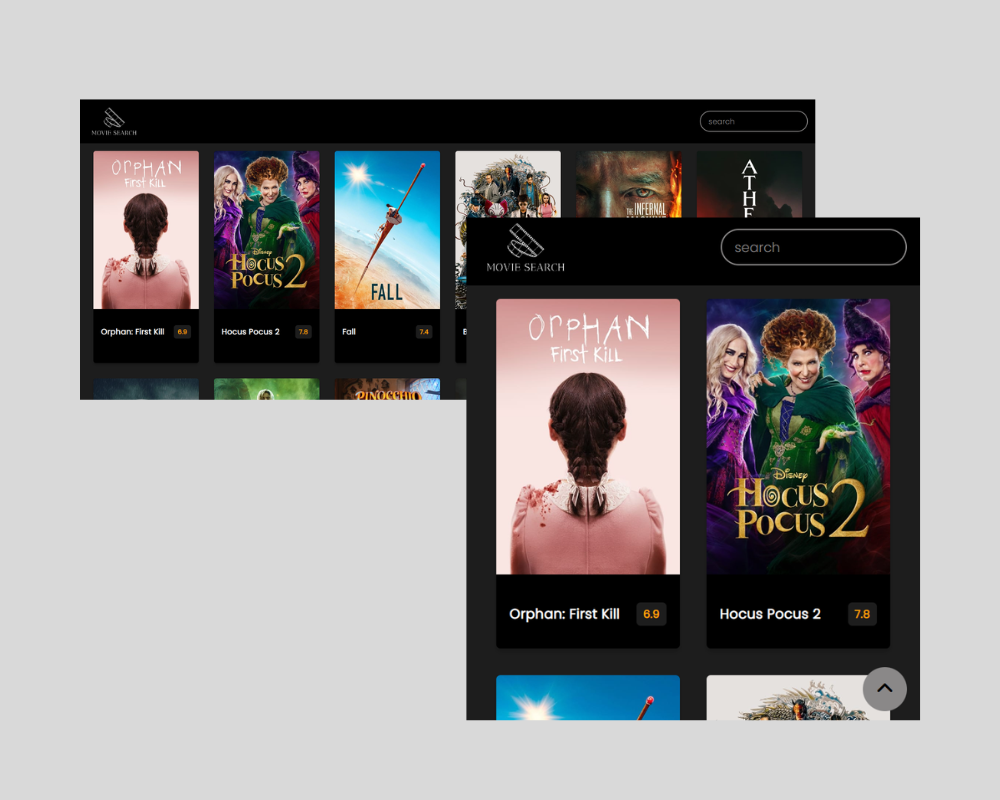 MOVIE SEARCH
search
ORPHAN
First Kill
DISNEY
HOCUS
POCUS 2
FALL
THE INFERNAL
ATHE
Orphan: First Kill 6.9
Hocus Pocus 2 7.8
Fall 7.4
B
PINOCCHIO
MOVIE SEARCH
search
ORPHAN
First Kill
DISNEY
HOCUS
POCUS 2
Orphan: First Kill 6.9
Hocus Pocus 2 7.8